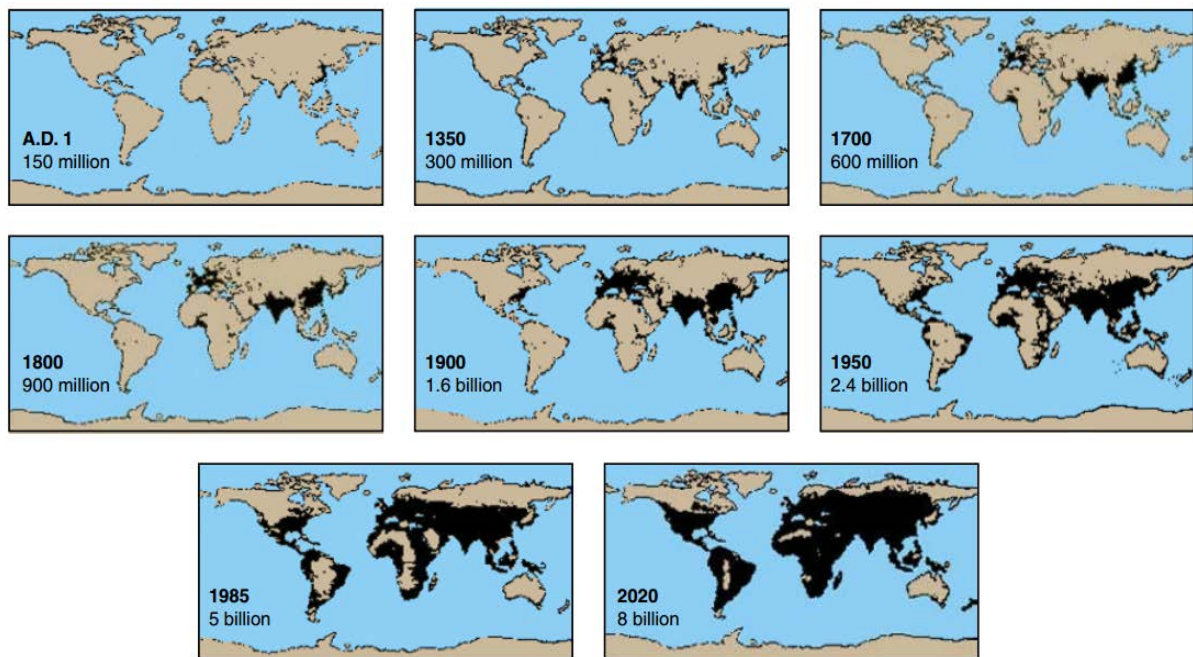 A.D. 1
150 million
1350
300 million
1700
600 million
1800
900 million
1900
1.6 billion
1950
2.4 billion
1985
5 billion
2020
8 billion